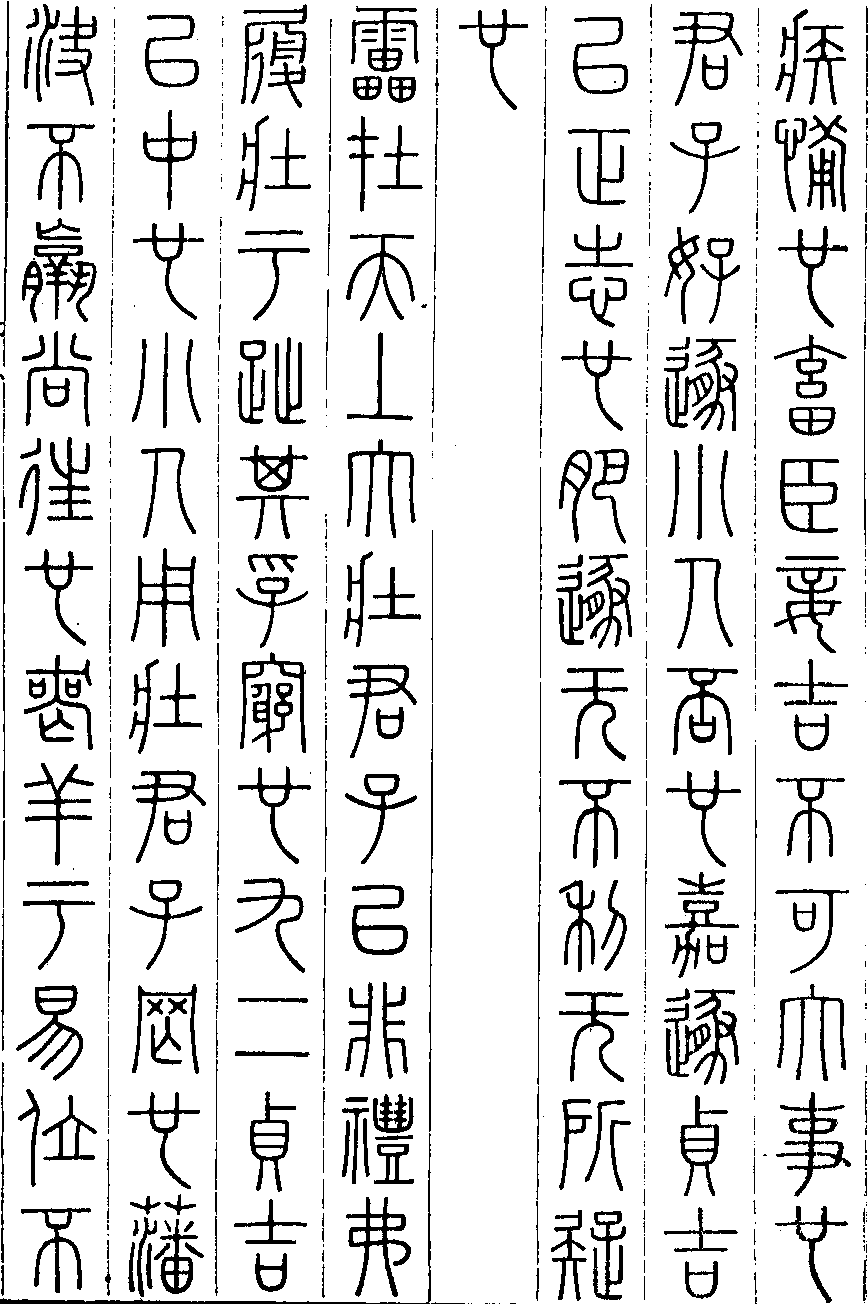 疾憊也畜臣妾吉不可大事也
君子好遯小人否也嘉遯貞吉
以正志也肥遯无不利无所疑
也
靁在天上大壯君子以非禮弗
履壯于趾其孚窮也九二貞吉
以中也小人用壯君子罔也藩
決不羸尚往也喪羊于易位不